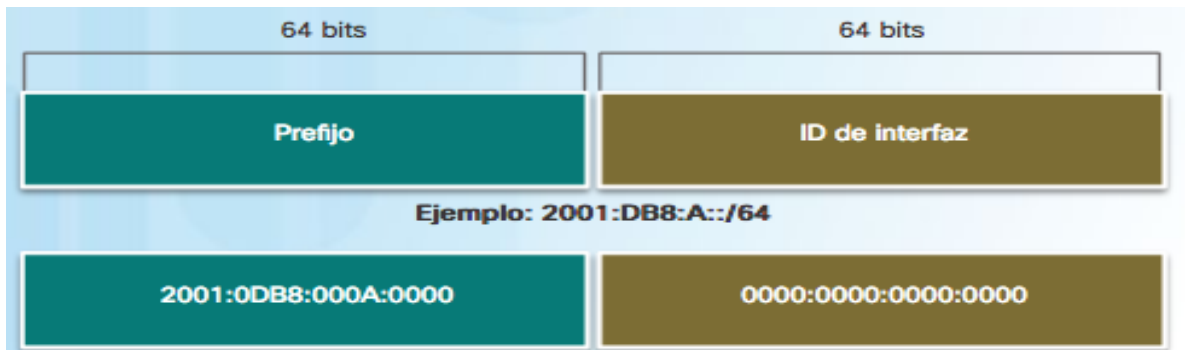 64 bits 64 bits
Prefijo ID de interfaz
Ejemplo: 2001:DB8:A::/64
2001:0DB8:000A:0000 0000:0000:0000:0000